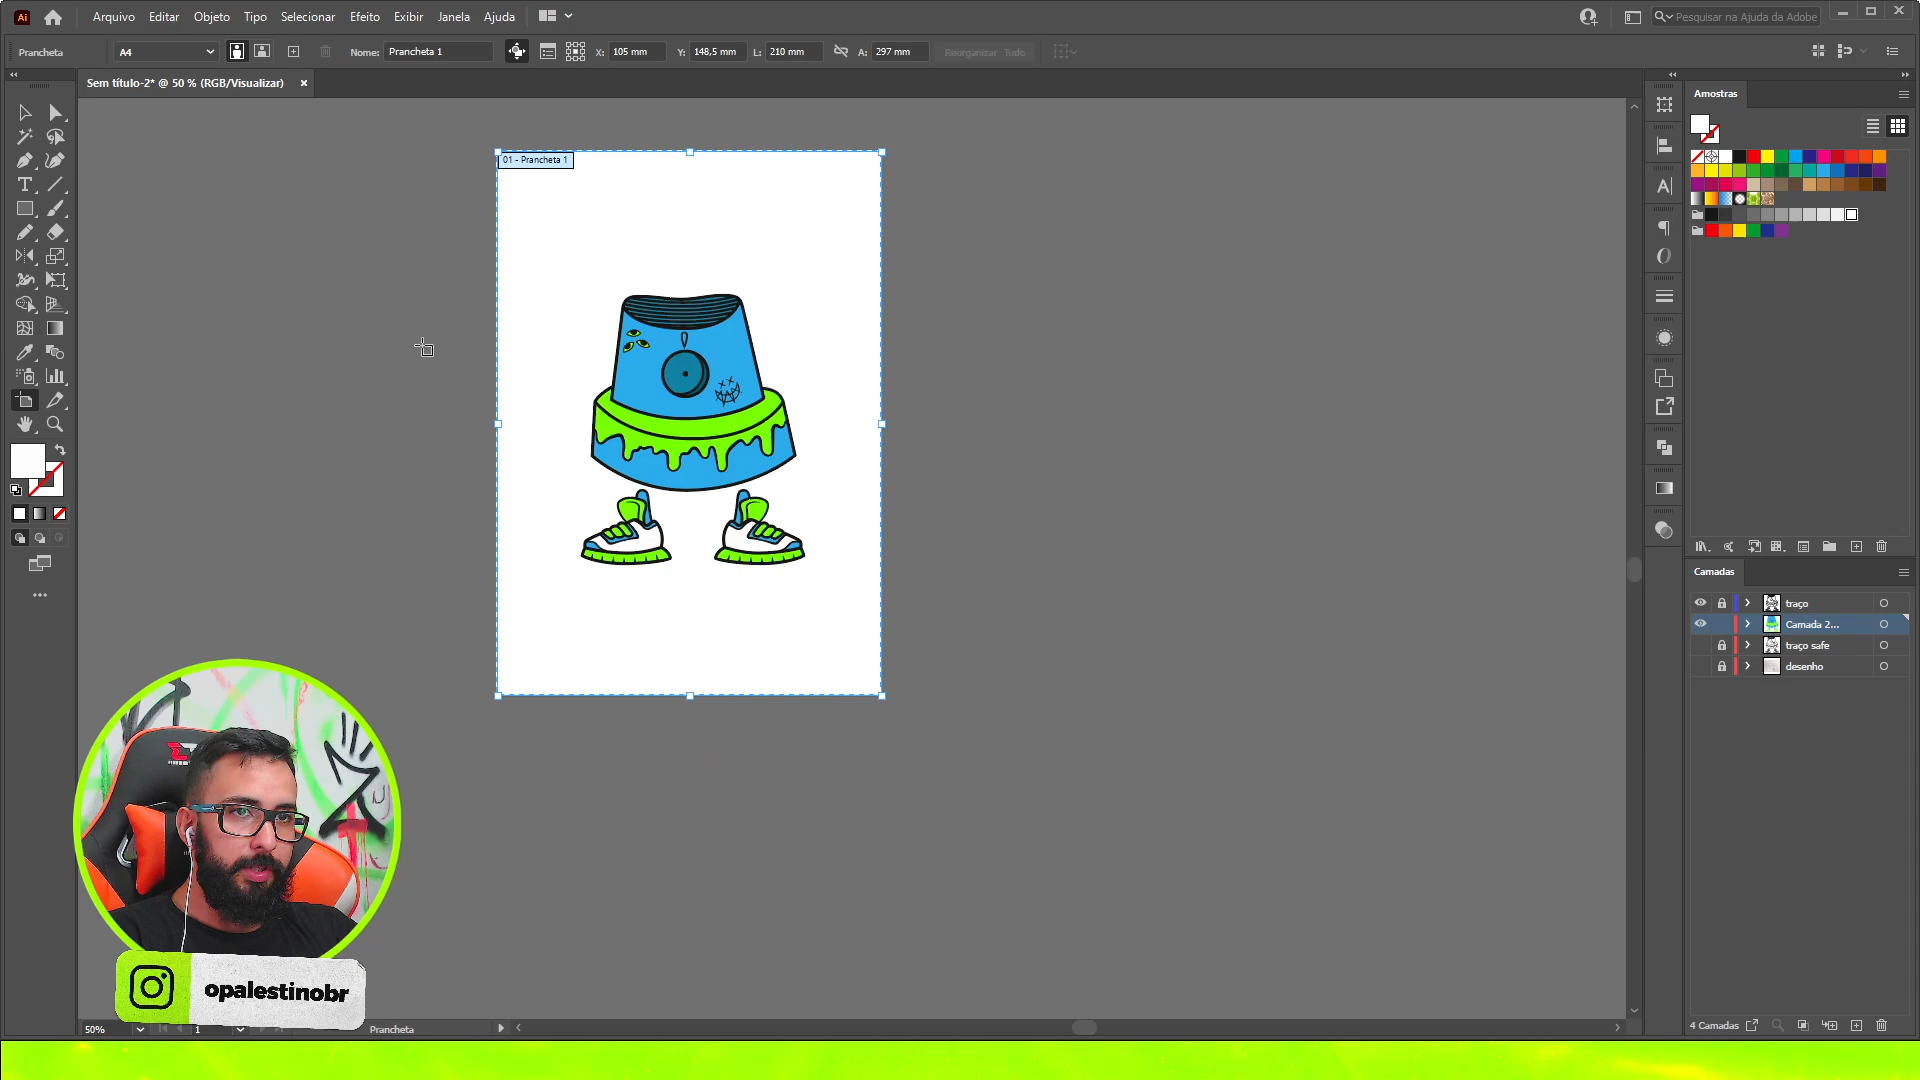 Ai Arquivo Editar Objeto Tipo Selecionar Efeito Exibir Janela Ajuda Pesquisar na Ajuda da Adobe
Prancheta A4 Nome: Prancheta 1 X: 105 mm Y: 148,5 mm L: 210 mm A: 297 mm Reorganizar Tudo
Sem título-2* @ 50 % (RGB/Visualizar)
Amostras
01 - Prancheta 1
Camadas
traço
Camada 2...
traço safe
desenho
opalestinobr
50% 1 Prancheta
4 Camadas